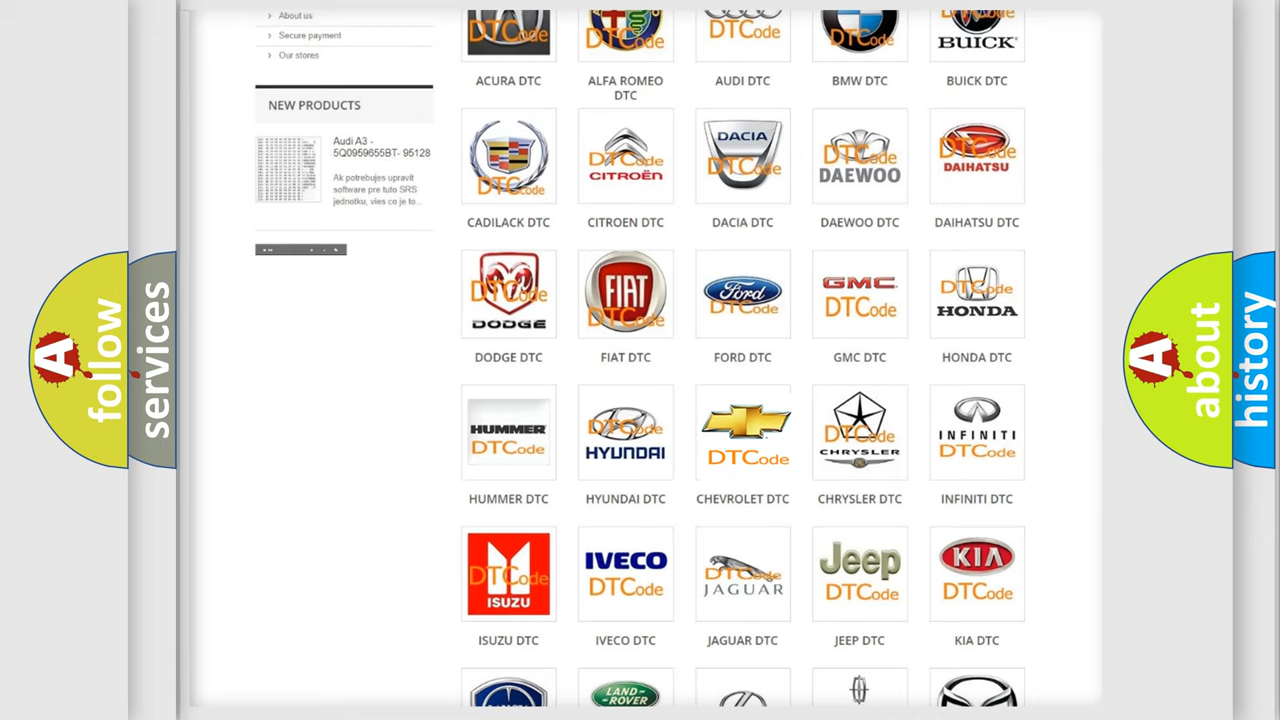 About us
Secure payment
Our stores
NEW PRODUCTS
Audi A3 -
5Q0959655BT- 95128
Ak potrebujes upravit
software pre tuto SRS
jednotku, vies co je to...
DTCode
DTCode
DTCode
DTCode
BUICK
ACURA DTC
ALFA ROMEO
DTC
AUDI DTC
BMW DTC
BUICK DTC
DTCode
DTCode
CITROËN
DACIA
DTCode
DTCode
DAEWOO
DTCode
DAIHATSU
CADILACK DTC
CITROEN DTC
DACIA DTC
DAEWOO DTC
DAIHATSU DTC
DTCode
DODGE
FIAT
DTCode
Ford
DTCode
GMC
DTCode
DTCode
HONDA
DODGE DTC
FIAT DTC
FORD DTC
GMC DTC
HONDA DTC
HUMMER
DTCode
DTCode
HYUNDAI
DTCode
DTCode
CHRYSLER
INFINITI
DTCode
HUMMER DTC
HYUNDAI DTC
CHEVROLET DTC
CHRYSLER DTC
INFINITI DTC
DTCode
ISUZU
IVECO
DTCode
DTCode
JAGUAR
Jeep
DTCode
KIA
DTCode
ISUZU DTC
IVECO DTC
JAGUAR DTC
JEEP DTC
KIA DTC
LAND-
ROVER
A follow
services
A about
history